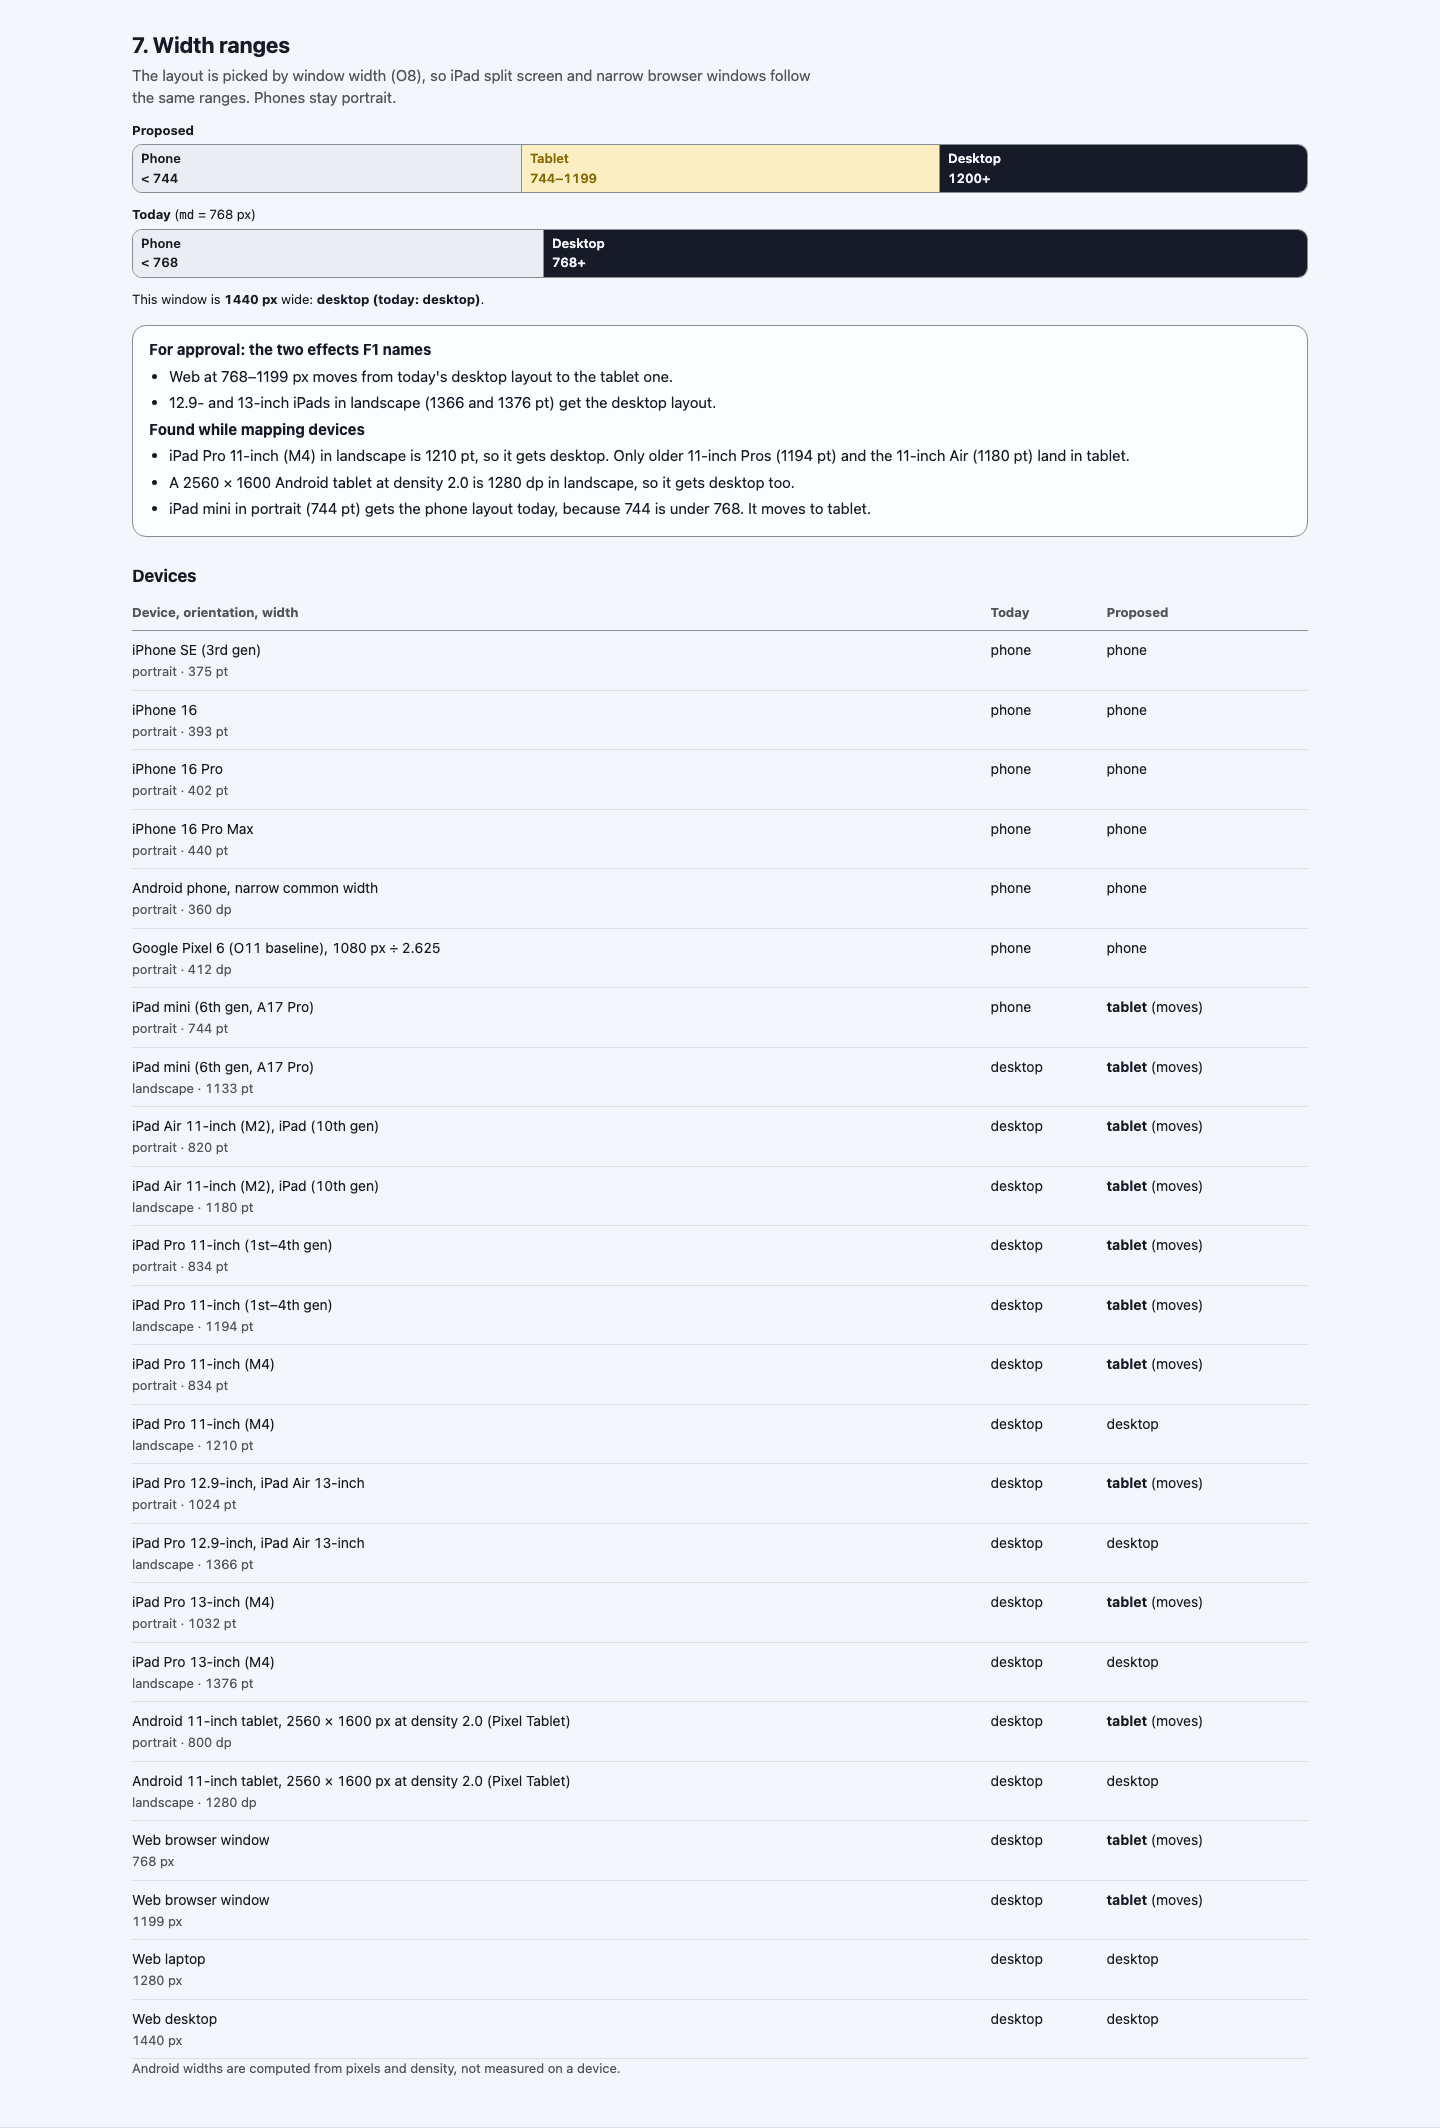 7. Width ranges
The layout is picked by window width (O8), so iPad split screen and narrow browser windows follow
the same ranges. Phones stay portrait.
Proposed
Phone
< 744
Tablet
744–1199
Desktop
1200+
Today (md = 768 px)
Phone
< 768
Desktop
768+
This window is 1440 px wide: desktop (today: desktop).
For approval: the two effects F1 names
• Web at 768–1199 px moves from today's desktop layout to the tablet one.
• 12.9- and 13-inch iPads in landscape (1366 and 1376 pt) get the desktop layout.
Found while mapping devices
• iPad Pro 11-inch (M4) in landscape is 1210 pt, so it gets desktop. Only older 11-inch Pros (1194 pt) and the 11-inch Air (1180 pt) land in tablet.
• A 2560 × 1600 Android tablet at density 2.0 is 1280 dp in landscape, so it gets desktop too.
• iPad mini in portrait (744 pt) gets the phone layout today, because 744 is under 768. It moves to tablet.
Devices
Device, orientation, width Today Proposed
iPhone SE (3rd gen) phone phone
portrait · 375 pt
iPhone 16 phone phone
portrait · 393 pt
iPhone 16 Pro phone phone
portrait · 402 pt
iPhone 16 Pro Max phone phone
portrait · 440 pt
Android phone, narrow common width phone phone
portrait · 360 dp
Google Pixel 6 (O11 baseline), 1080 px ÷ 2.625 phone phone
portrait · 412 dp
iPad mini (6th gen, A17 Pro) phone tablet (moves)
portrait · 744 pt
iPad mini (6th gen, A17 Pro) desktop tablet (moves)
landscape · 1133 pt
iPad Air 11-inch (M2), iPad (10th gen) desktop tablet (moves)
portrait · 820 pt
iPad Air 11-inch (M2), iPad (10th gen) desktop tablet (moves)
landscape · 1180 pt
iPad Pro 11-inch (1st–4th gen) desktop tablet (moves)
portrait · 834 pt
iPad Pro 11-inch (1st–4th gen) desktop tablet (moves)
landscape · 1194 pt
iPad Pro 11-inch (M4) desktop tablet (moves)
portrait · 834 pt
iPad Pro 11-inch (M4) desktop desktop
landscape · 1210 pt
iPad Pro 12.9-inch, iPad Air 13-inch desktop tablet (moves)
portrait · 1024 pt
iPad Pro 12.9-inch, iPad Air 13-inch desktop desktop
landscape · 1366 pt
iPad Pro 13-inch (M4) desktop tablet (moves)
portrait · 1032 pt
iPad Pro 13-inch (M4) desktop desktop
landscape · 1376 pt
Android 11-inch tablet, 2560 × 1600 px at density 2.0 (Pixel Tablet) desktop tablet (moves)
portrait · 800 dp
Android 11-inch tablet, 2560 × 1600 px at density 2.0 (Pixel Tablet) desktop desktop
landscape · 1280 dp
Web browser window desktop tablet (moves)
768 px
Web browser window desktop tablet (moves)
1199 px
Web laptop desktop desktop
1280 px
Web desktop desktop desktop
1440 px
Android widths are computed from pixels and density, not measured on a device.